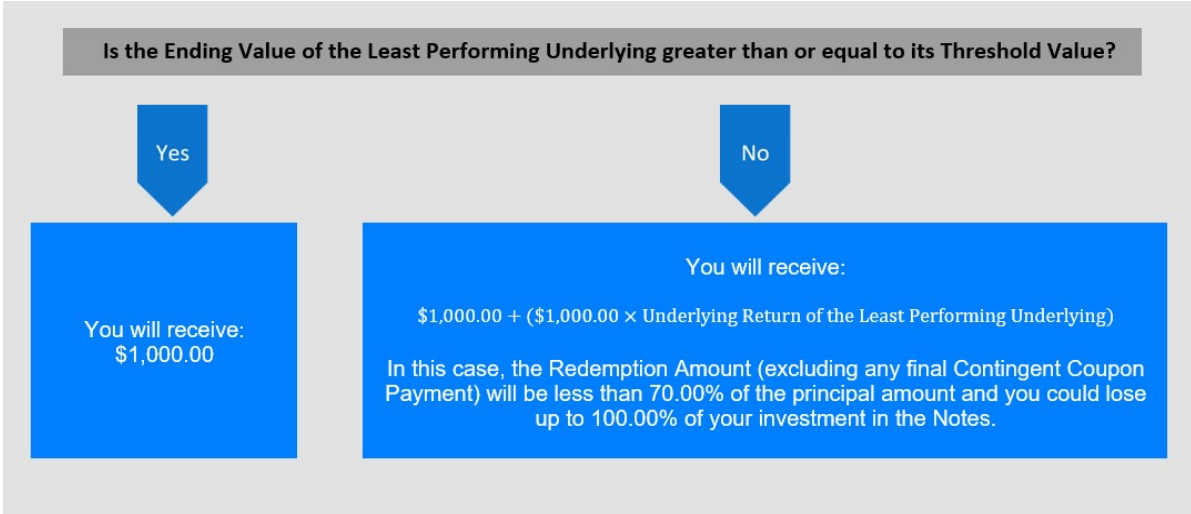 Is the Ending Value of the Least Performing Underlying greater than or equal to its Threshold Value?
Yes
No
You will receive:
$1,000.00
You will receive:
$1,000.00 + ($1,000.00 × Underlying Return of the Least Performing Underlying)
In this case, the Redemption Amount (excluding any final Contingent Coupon
Payment) will be less than 70.00% of the principal amount and you could lose
up to 100.00% of your investment in the Notes.